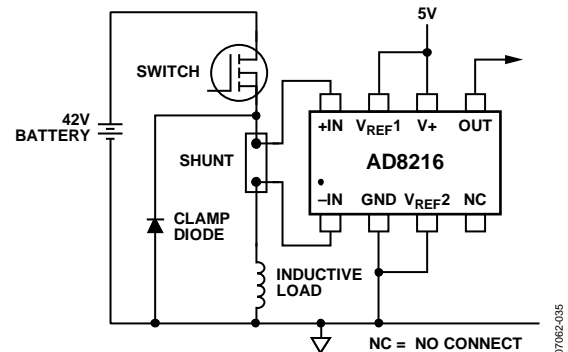 5V
SWITCH
42V
BATTERY
SHUNT
+IN VREF1 V+ OUT
AD8216
–IN GND VREF2 NC
CLAMP
DIODE
INDUCTIVE
LOAD
NC = NO CONNECT
07062-035